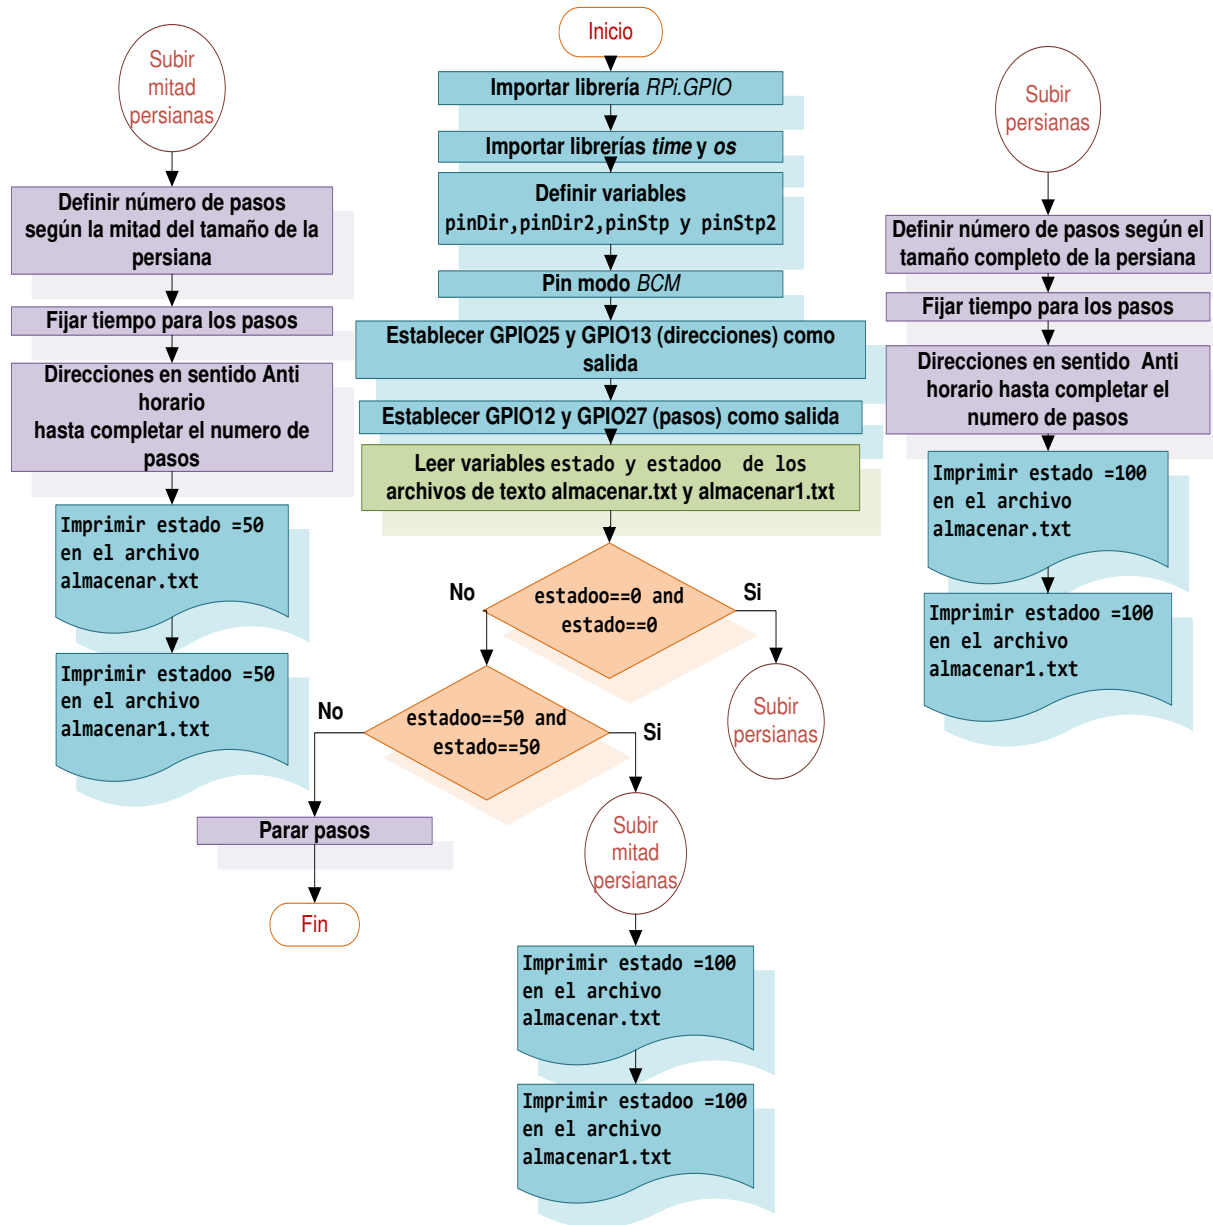 Subir
mitad
persianas
Definir número de pasos
según la mitad del tamaño de la
persiana
Fijar tiempo para los pasos
Direcciones en sentido Anti
horario
hasta completar el numero de
pasos
Imprimir estado =50
en el archivo
almacenar.txt
Imprimir estadoo =50
en el archivo
almacenar1.txt
Inicio
Importar librería RPi.GPIO
Importar librerías time y os
Definir variables
pinDir,pinDir2,pinStp y pinStp2
Pin modo BCM
Establecer GPIO25 y GPIO13 (direcciones) como
salida
Establecer GPIO12 y GPIO27 (pasos) como salida
Leer variables estado y estadoo de los
archivos de texto almacenar.txt y almacenar1.txt
No
estadoo==0 and
estado==0
Si
Subir
persianas
No
estadoo==50 and
estado==50
Si
Parar pasos
Fin
Subir
mitad
persianas
Imprimir estado =100
en el archivo
almacenar.txt
Imprimir estadoo =100
en el archivo
almacenar1.txt
Subir
persianas
Definir número de pasos según el
tamaño completo de la persiana
Fijar tiempo para los pasos
Direcciones en sentido Anti
horario hasta completar el
numero de pasos
Imprimir estado =100
en el archivo
almacenar.txt
Imprimir estadoo =100
en el archivo
almacenar1.txt